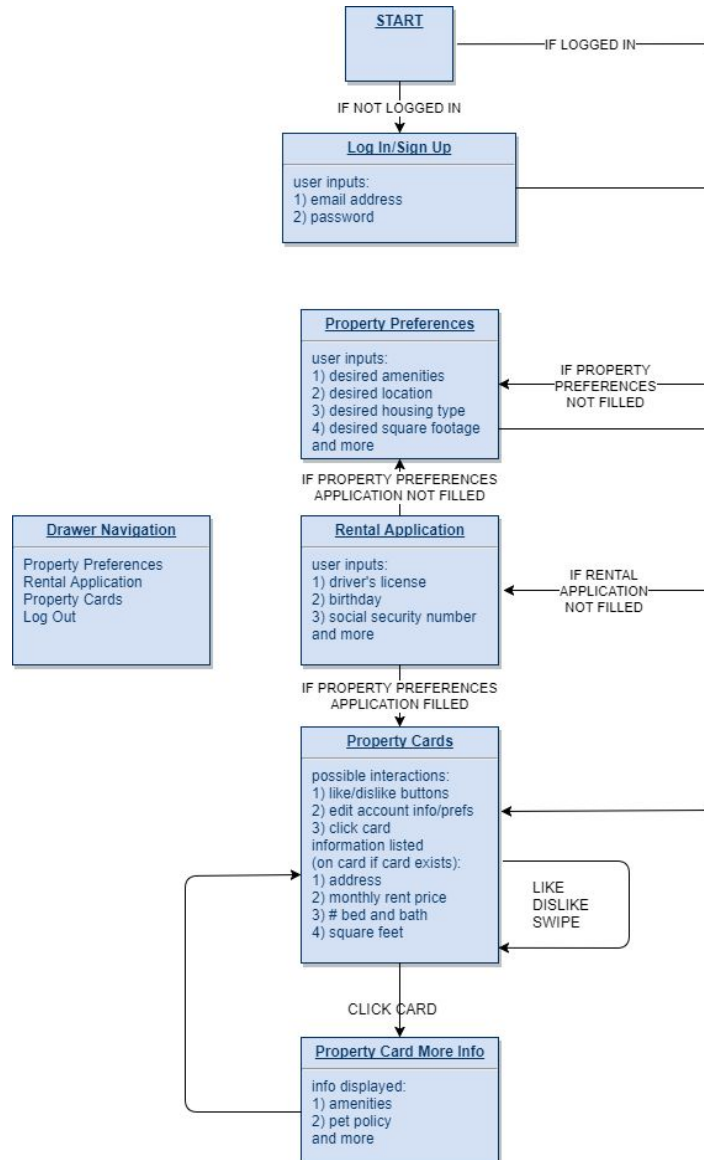 START
IF LOGGED IN
IF NOT LOGGED IN
Log In/Sign Up
user inputs:
1) email address
2) password
Property Preferences
user inputs:
1) desired amenities
2) desired location
3) desired housing type
4) desired square footage
and more
IF PROPERTY
PREFERENCES
NOT FILLED
IF PROPERTY PREFERENCES
APPLICATION NOT FILLED
Drawer Navigation
Property Preferences
Rental Application
Property Cards
Log Out
Rental Application
user inputs:
1) driver's license
2) birthday
3) social security number
and more
IF RENTAL
APPLICATION
NOT FILLED
IF PROPERTY PREFERENCES
APPLICATION FILLED
Property Cards
possible interactions:
1) like/dislike buttons
2) edit account info/prefs
3) click card
information listed
(on card if card exists):
1) address
2) monthly rent price
3) # bed and bath
4) square feet
LIKE
DISLIKE
SWIPE
CLICK CARD
Property Card More Info
info displayed:
1) amenities
2) pet policy
and more